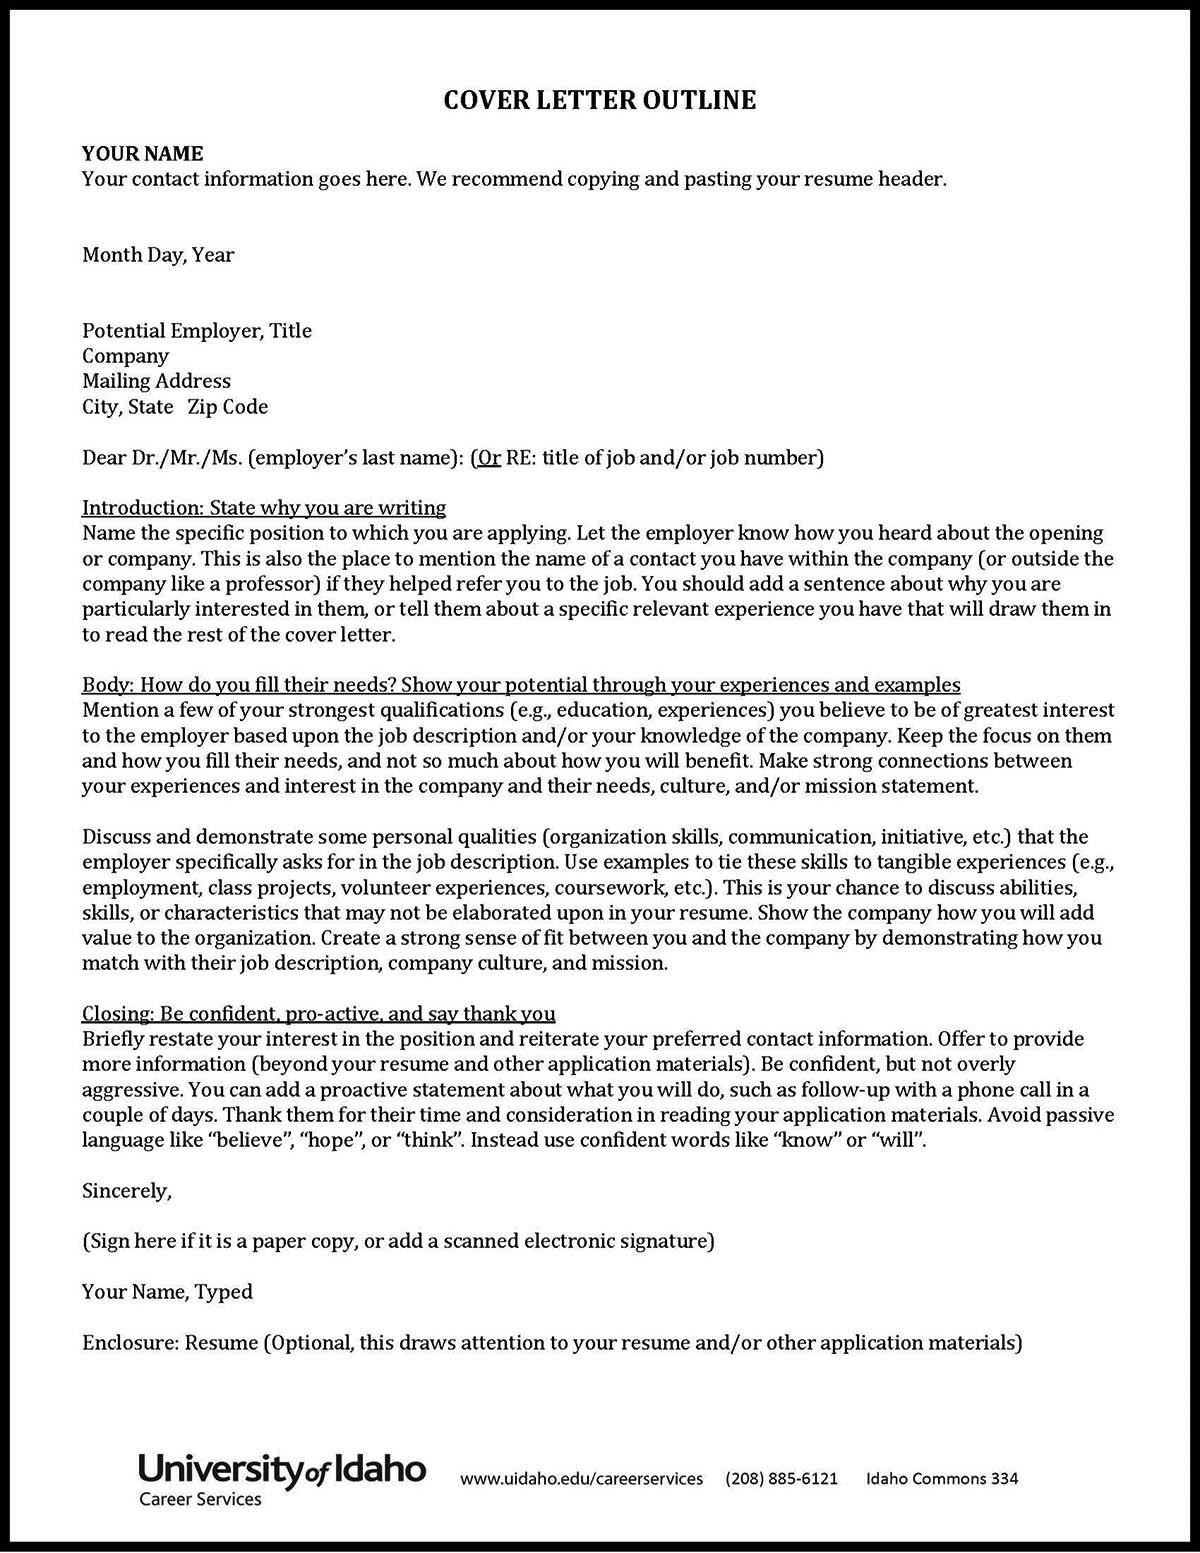 COVER LETTER OUTLINE
YOUR NAME
Your contact information goes here. We recommend copying and pasting your resume header.
Month Day, Year
Potential Employer, Title
Company
Mailing Address
City, State Zip Code
Dear Dr./Mr./Ms. (employer’s last name): (Or RE: title of job and/or job number)
Introduction: State why you are writing
Name the specific position to which you are applying. Let the employer know how you heard about the opening
or company. This is also the place to mention the name of a contact you have within the company (or outside the
company like a professor) if they helped refer you to the job. You should add a sentence about why you are
particularly interested in them, or tell them about a specific relevant experience you have that will draw them in
to read the rest of the cover letter.
Body: How do you fill their needs? Show your potential through your experiences and examples
Mention a few of your strongest qualifications (e.g., education, experiences) you believe to be of greatest interest
to the employer based upon the job description and/or your knowledge of the company. Keep the focus on them
and how you fill their needs, and not so much about how you will benefit. Make strong connections between
your experiences and interest in the company and their needs, culture, and/or mission statement.
Discuss and demonstrate some personal qualities (organization skills, communication, initiative, etc.) that the
employer specifically asks for in the job description. Use examples to tie these skills to tangible experiences (e.g.,
employment, class projects, volunteer experiences, coursework, etc.). This is your chance to discuss abilities,
skills, or characteristics that may not be elaborated upon in your resume. Show the company how you will add
value to the organization. Create a strong sense of fit between you and the company by demonstrating how you
match with their job description, company culture, and mission.
Closing: Be confident, pro-active, and say thank you
Briefly restate your interest in the position and reiterate your preferred contact information. Offer to provide
more information (beyond your resume and other application materials). Be confident, but not overly
aggressive. You can add a proactive statement about what you will do, such as follow-up with a phone call in a
couple of days. Thank them for their time and consideration in reading your application materials. Avoid passive
language like “believe”, “hope”, or “think”. Instead use confident words like “know” or “will”.
Sincerely,
(Sign here if it is a paper copy, or add a scanned electronic signature)
Your Name, Typed
Enclosure: Resume (Optional, this draws attention to your resume and/or other application materials)
University of Idaho www.uidaho.edu/careerservices (208) 885-6121 Idaho Commons 334
Career Services